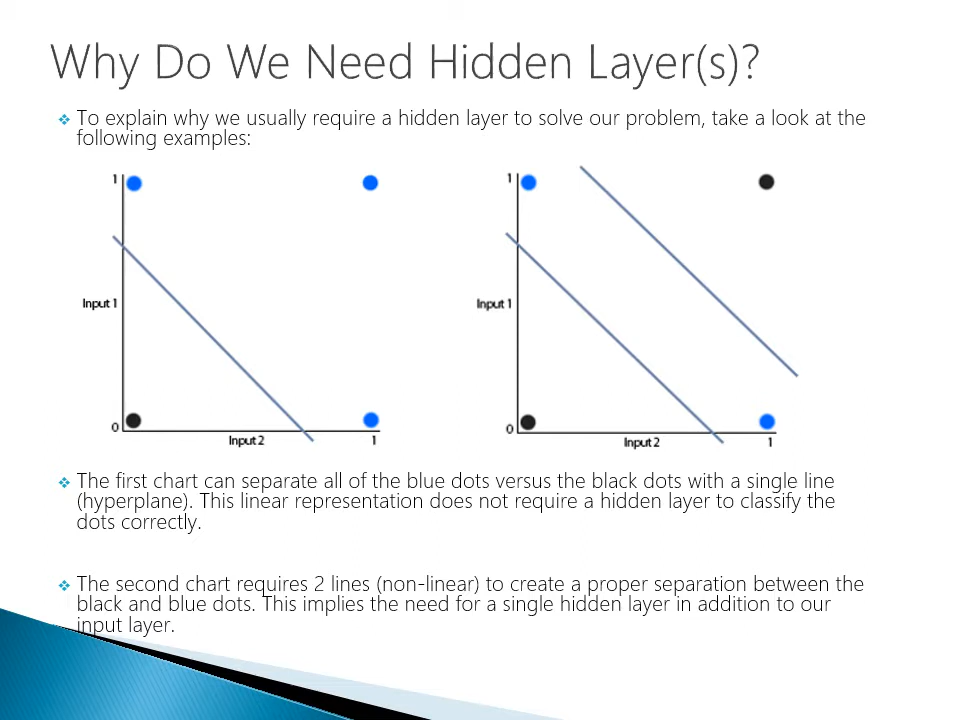 Why Do We Need Hidden Layer(s)?
To explain why we usually require a hidden layer to solve our problem, take a look at the
following examples:
1
Input 1
0
Input 2
1
1
Input 1
0
Input 2
1
The first chart can separate all of the blue dots versus the black dots with a single line
(hyperplane). This linear representation does not require a hidden layer to classify the
dots correctly.
The second chart requires 2 lines (non-linear) to create a proper separation between the
black and blue dots. This implies the need for a single hidden layer in addition to our
input layer.